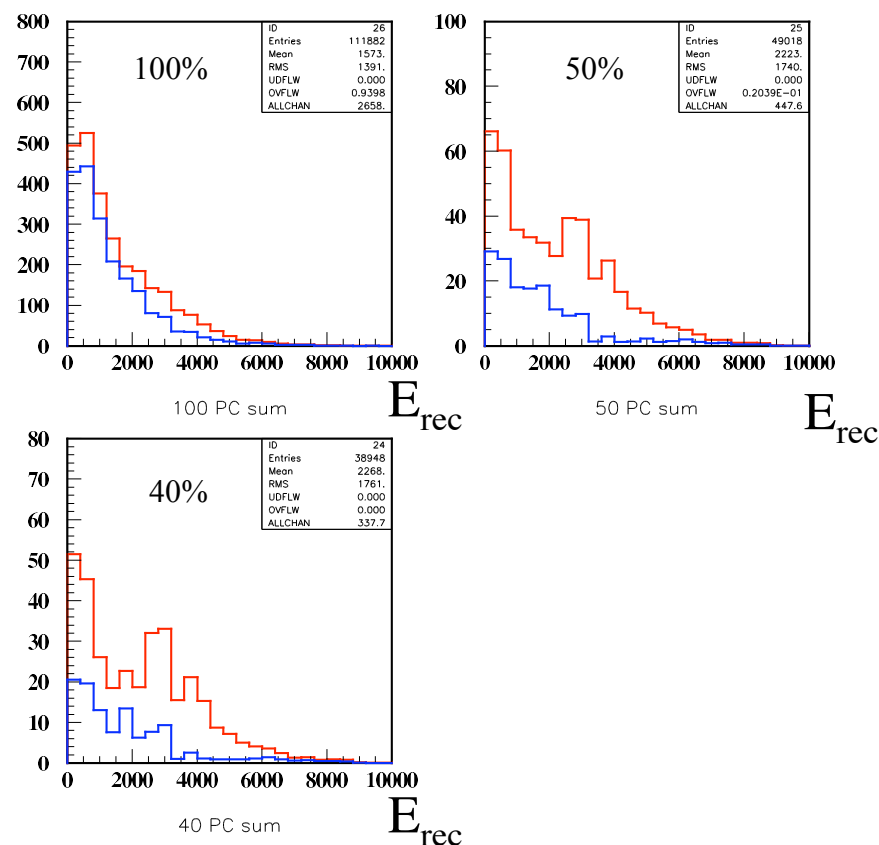 800
700
600
500
400
300
200
100
0
0 2000 4000 6000 8000 10000
100%
ID 26
Entries 111882
Mean 1573.
RMS 1391.
UDFLW 0.000
OVFLW 0.9398
ALLCHAN 2658.
100 PC sum
E_rec
100
80
60
40
20
0
0 2000 4000 6000 8000 10000
50%
ID 25
Entries 49018
Mean 2223.
RMS 1740.
UDFLW 0.000
OVFLW 0.2039E-01
ALLCHAN 447.6
50 PC sum
E_rec
80
70
60
50
40
30
20
10
0
0 2000 4000 6000 8000 10000
40%
ID 24
Entries 38948
Mean 2268.
RMS 1761.
UDFLW 0.000
OVFLW 0.000
ALLCHAN 337.7
40 PC sum
E_rec